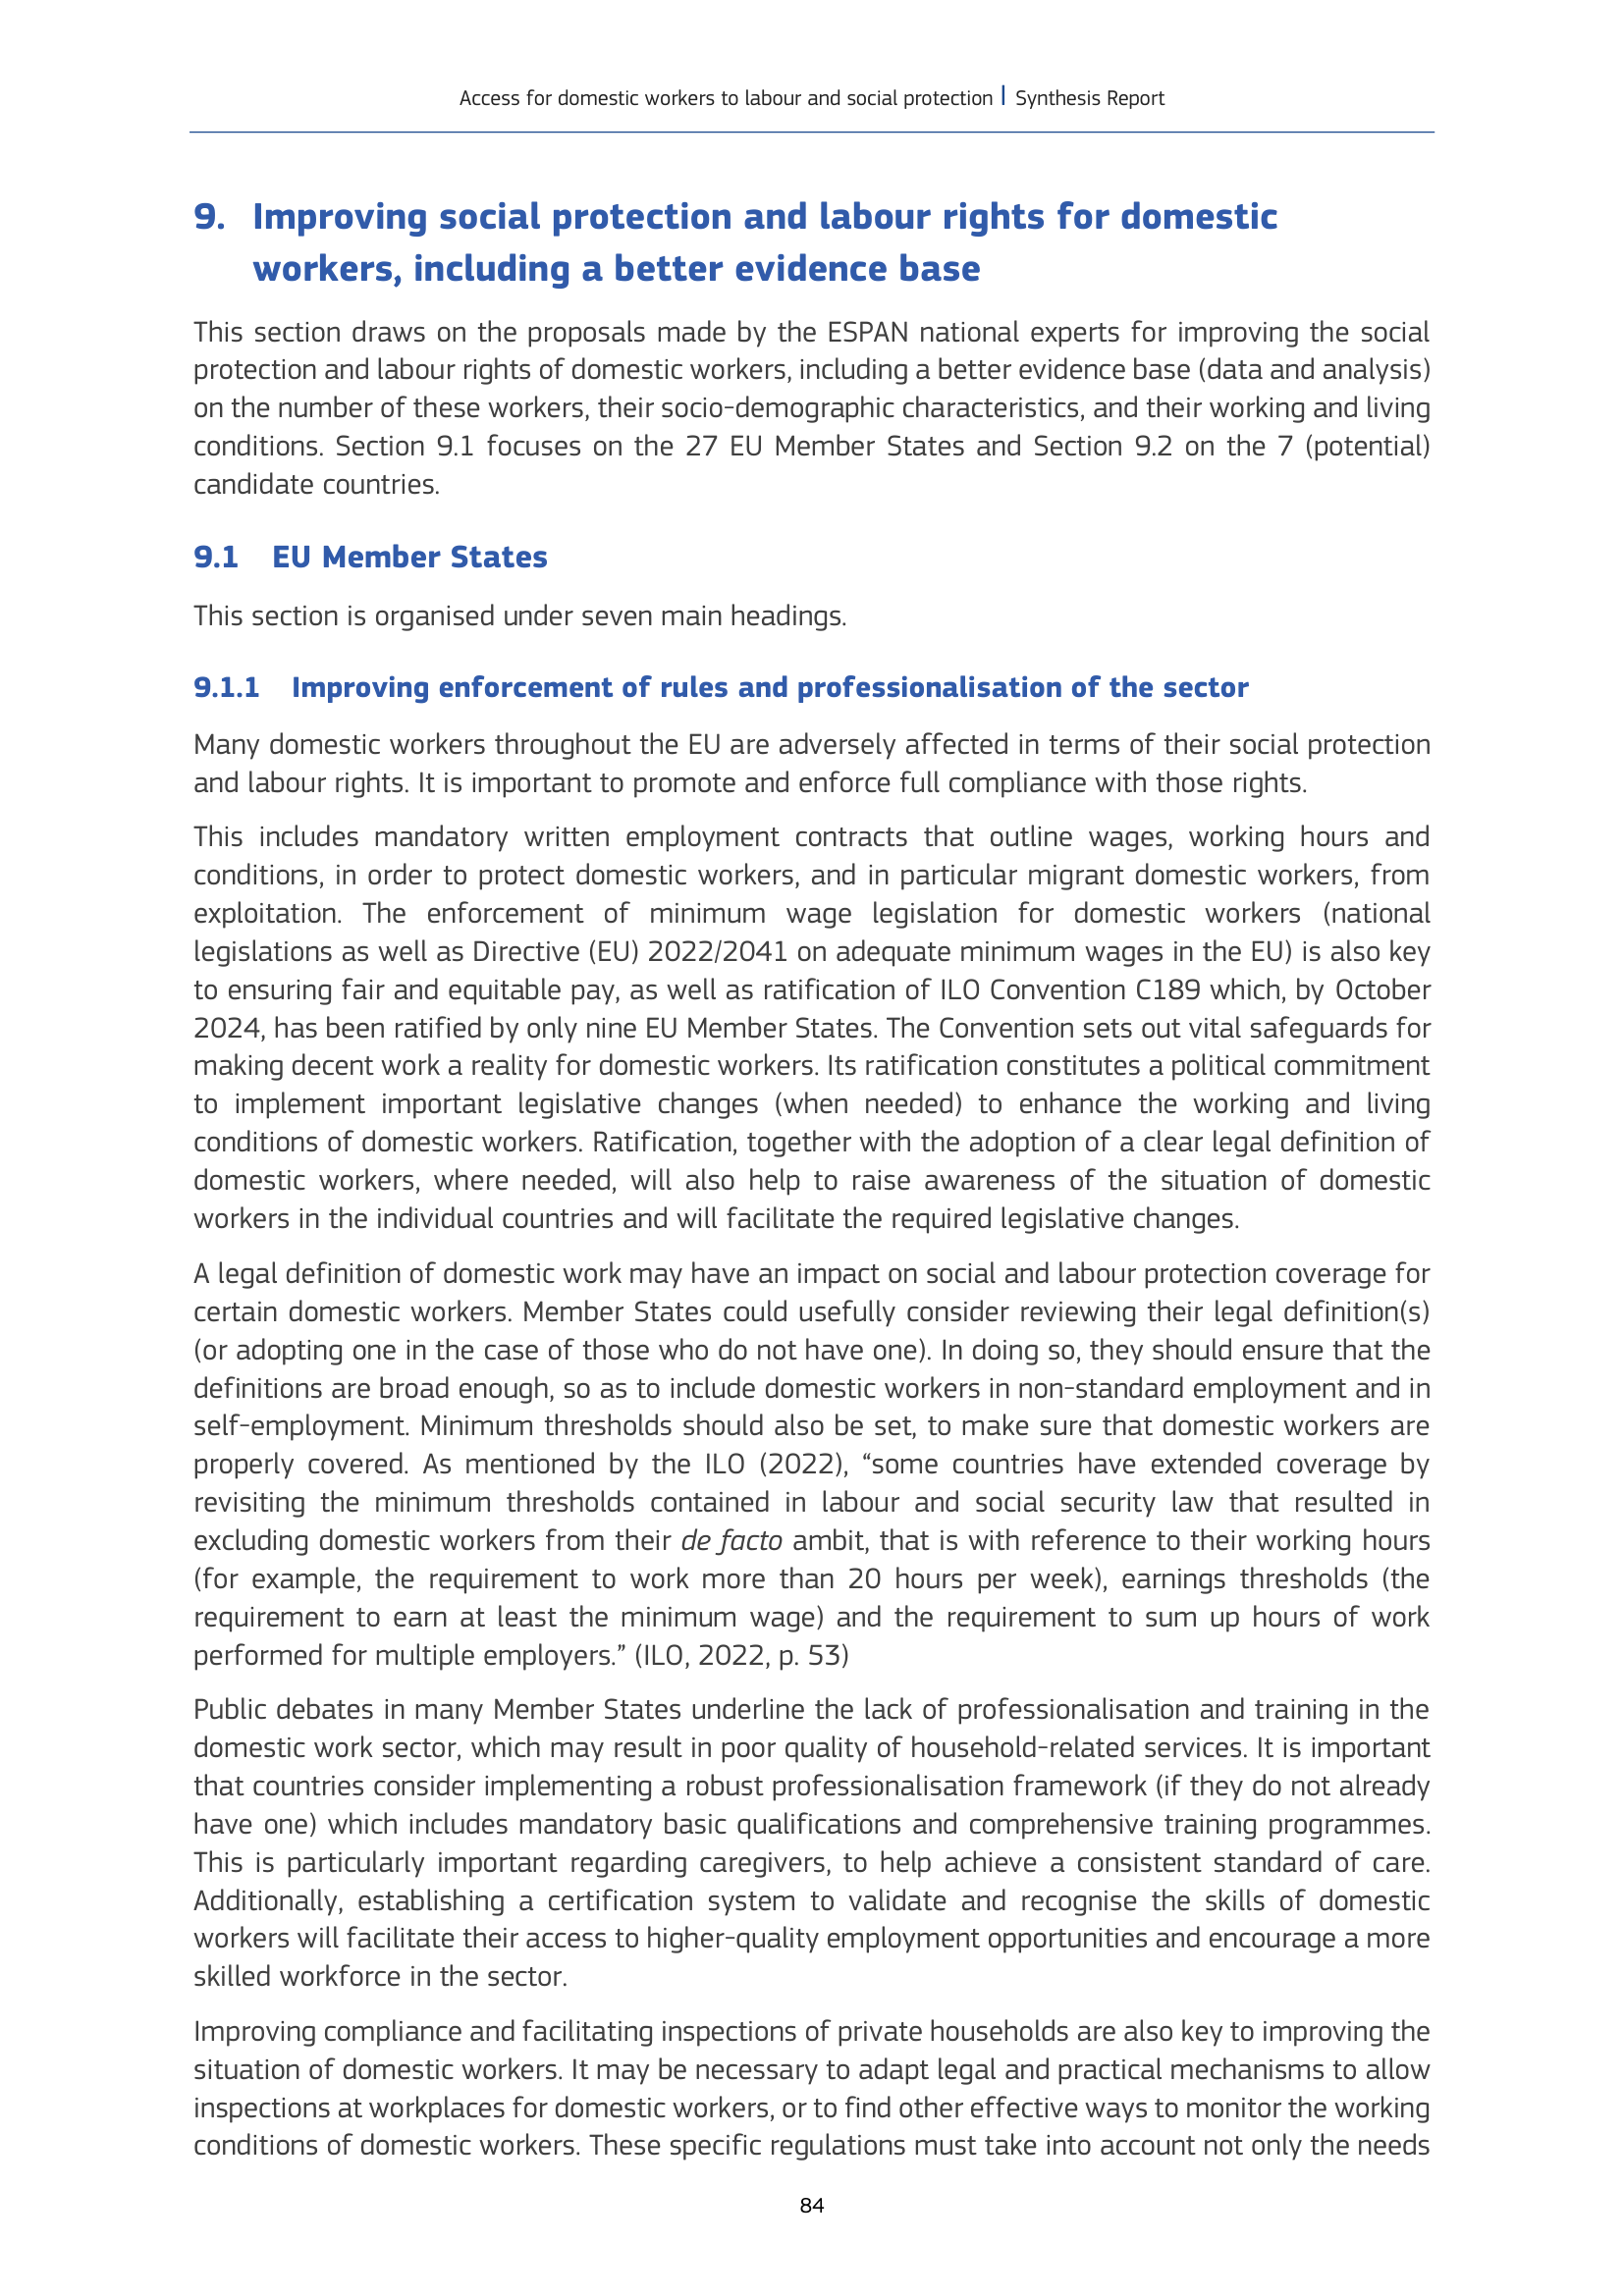 Access for domestic workers to labour and social protection | Synthesis Report
9. Improving social protection and labour rights for domestic
workers, including a better evidence base
This section draws on the proposals made by the ESPAN national experts for improving the social
protection and labour rights of domestic workers, including a better evidence base (data and analysis)
on the number of these workers, their socio-demographic characteristics, and their working and living
conditions. Section 9.1 focuses on the 27 EU Member States and Section 9.2 on the 7 (potential)
candidate countries.
9.1 EU Member States
This section is organised under seven main headings.
9.1.1 Improving enforcement of rules and professionalisation of the sector
Many domestic workers throughout the EU are adversely affected in terms of their social protection
and labour rights. It is important to promote and enforce full compliance with those rights.
This includes mandatory written employment contracts that outline wages, working hours and
conditions, in order to protect domestic workers, and in particular migrant domestic workers, from
exploitation. The enforcement of minimum wage legislation for domestic workers (national
legislations as well as Directive (EU) 2022/2041 on adequate minimum wages in the EU) is also key
to ensuring fair and equitable pay, as well as ratification of ILO Convention C189 which, by October
2024, has been ratified by only nine EU Member States. The Convention sets out vital safeguards for
making decent work a reality for domestic workers. Its ratification constitutes a political commitment
to implement important legislative changes (when needed) to enhance the working and living
conditions of domestic workers. Ratification, together with the adoption of a clear legal definition of
domestic workers, where needed, will also help to raise awareness of the situation of domestic
workers in the individual countries and will facilitate the required legislative changes.
A legal definition of domestic work may have an impact on social and labour protection coverage for
certain domestic workers. Member States could usefully consider reviewing their legal definition(s)
(or adopting one in the case of those who do not have one). In doing so, they should ensure that the
definitions are broad enough, so as to include domestic workers in non-standard employment and in
self-employment. Minimum thresholds should also be set, to make sure that domestic workers are
properly covered. As mentioned by the ILO (2022), “some countries have extended coverage by
revisiting the minimum thresholds contained in labour and social security law that resulted in
excluding domestic workers from their de facto ambit, that is with reference to their working hours
(for example, the requirement to work more than 20 hours per week), earnings thresholds (the
requirement to earn at least the minimum wage) and the requirement to sum up hours of work
performed for multiple employers.” (ILO, 2022, p. 53)
Public debates in many Member States underline the lack of professionalisation and training in the
domestic work sector, which may result in poor quality of household-related services. It is important
that countries consider implementing a robust professionalisation framework (if they do not already
have one) which includes mandatory basic qualifications and comprehensive training programmes.
This is particularly important regarding caregivers, to help achieve a consistent standard of care.
Additionally, establishing a certification system to validate and recognise the skills of domestic
workers will facilitate their access to higher-quality employment opportunities and encourage a more
skilled workforce in the sector.
Improving compliance and facilitating inspections of private households are also key to improving the
situation of domestic workers. It may be necessary to adapt legal and practical mechanisms to allow
inspections at workplaces for domestic workers, or to find other effective ways to monitor the working
conditions of domestic workers. These specific regulations must take into account not only the needs
84